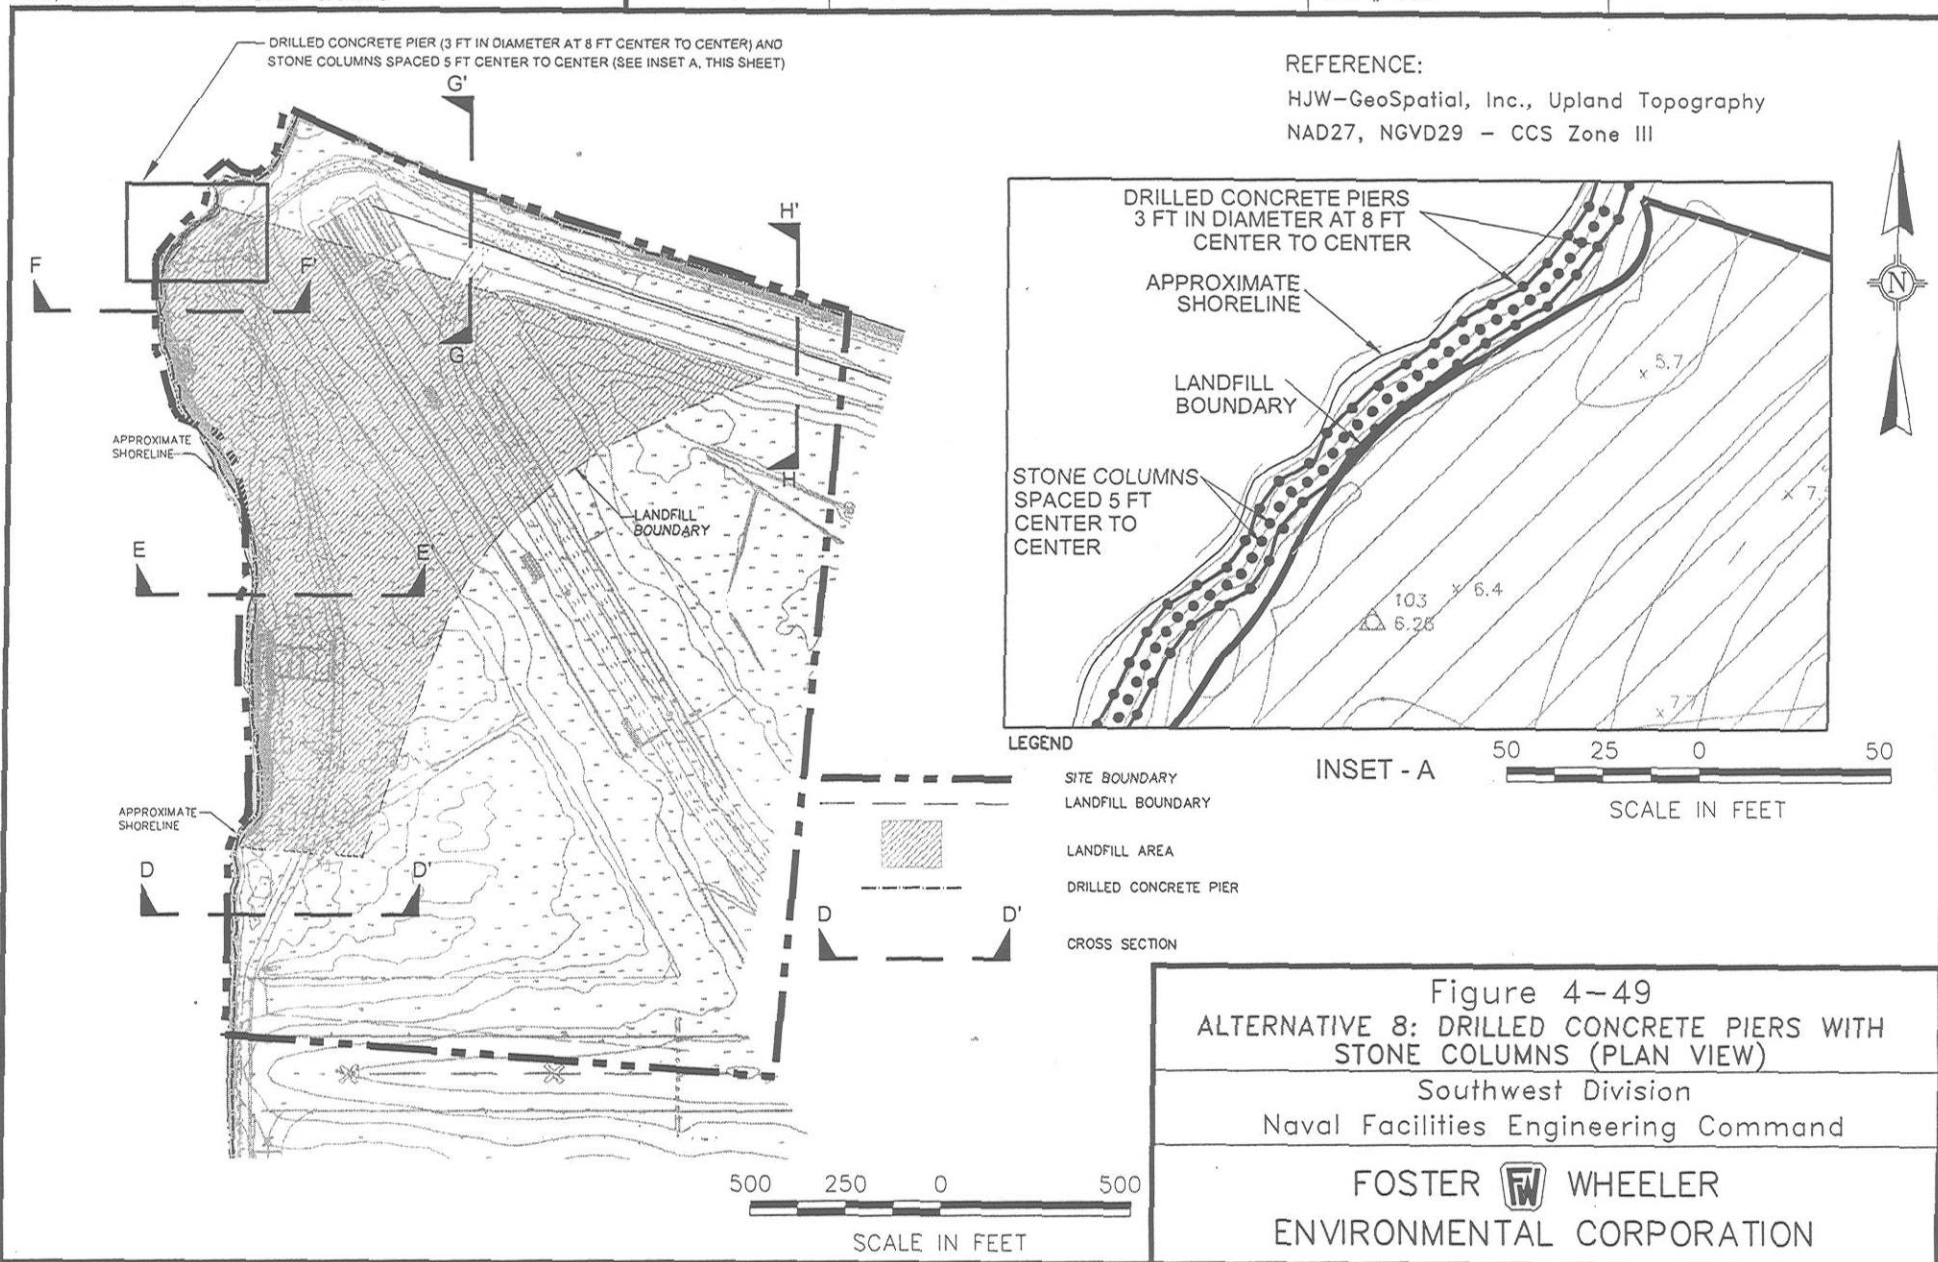 DRILLED CONCRETE PIER (3 FT IN DIAMETER AT 8 FT CENTER TO CENTER) AND
STONE COLUMNS SPACED 5 FT CENTER TO CENTER (SEE INSET A, THIS SHEET)
G'
H'
F
F'
G
H
APPROXIMATE
SHORELINE
LANDFILL
BOUNDARY
E
E'
APPROXIMATE
SHORELINE
D
D'
500 250 0 500
SCALE IN FEET
REFERENCE:
HJW-GeoSpatial, Inc., Upland Topography
NAD27, NGVD29 - CCS Zone III
N
DRILLED CONCRETE PIERS
3 FT IN DIAMETER AT 8 FT
CENTER TO CENTER
APPROXIMATE
SHORELINE
LANDFILL
BOUNDARY
STONE COLUMNS
SPACED 5 FT
CENTER TO
CENTER
x 5.7
x 6.4
103
6.26
x 7.7
INSET - A
50 25 0 50
SCALE IN FEET
LEGEND
SITE BOUNDARY
LANDFILL BOUNDARY
LANDFILL AREA
DRILLED CONCRETE PIER
D D'
CROSS SECTION
Figure 4-49
ALTERNATIVE 8: DRILLED CONCRETE PIERS WITH
STONE COLUMNS (PLAN VIEW)
Southwest Division
Naval Facilities Engineering Command
FOSTER FW WHEELER
ENVIRONMENTAL CORPORATION